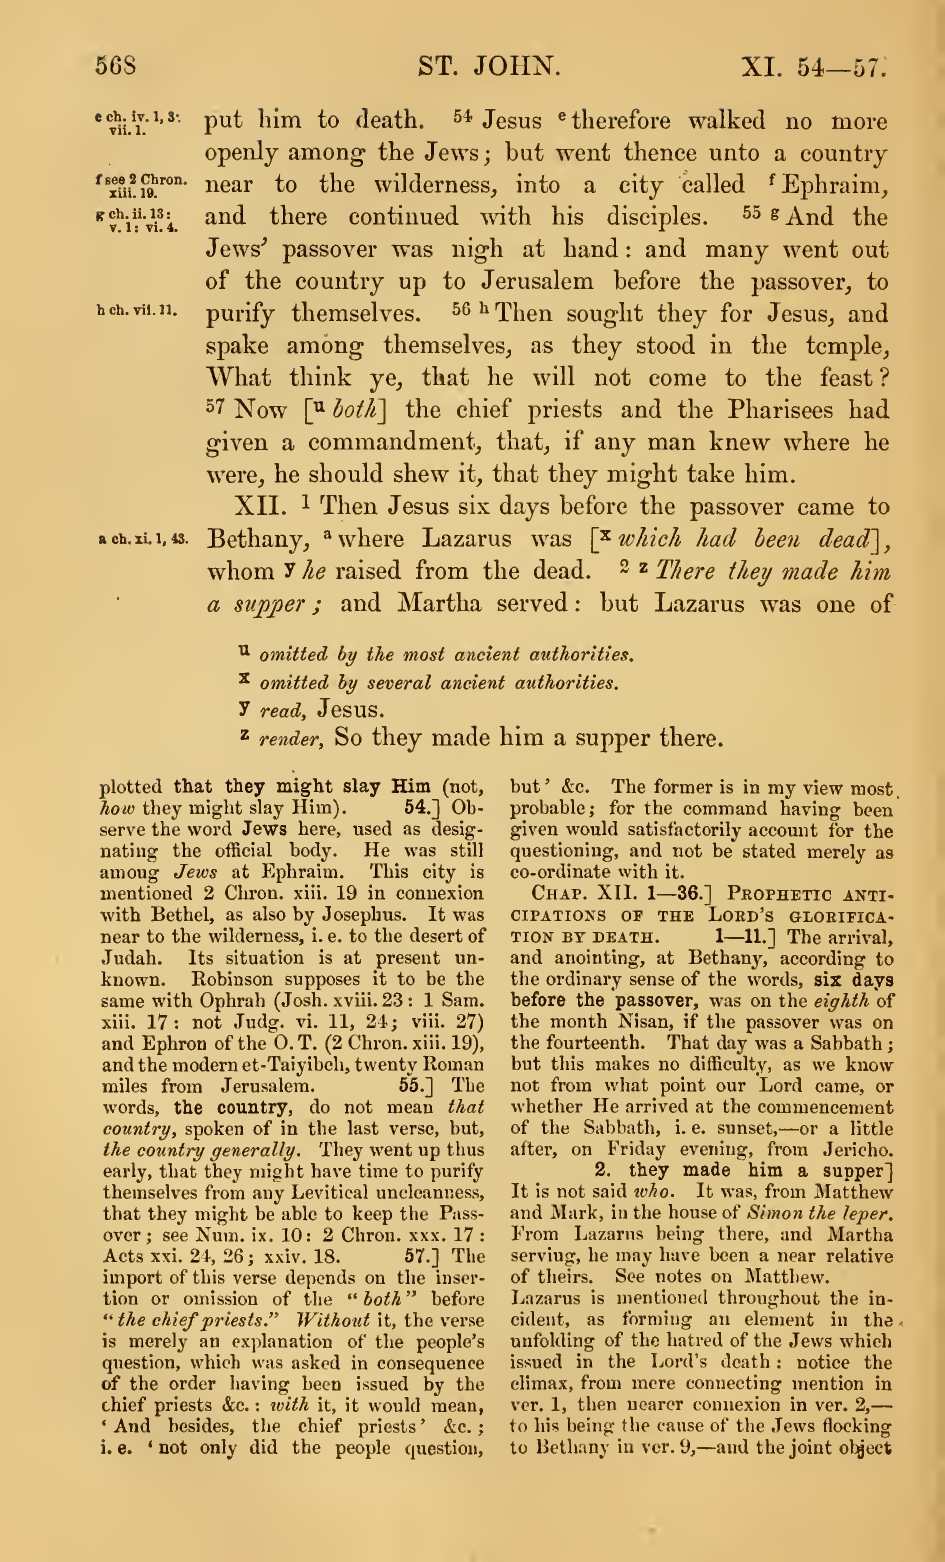 568 ST. JOHN. XI. 54—57.
e ch. iv. 1, 3:
vii. 1.
f see 2 Chron.
xiii. 19.
g ch. ii. 13:
v. 1: vi. 4.
h ch. vii. 11.
a ch. xi. 1, 43.
put him to death. 54 Jesus e therefore walked no more
openly among the Jews; but went thence unto a country
near to the wilderness, into a city called f Ephraim,
and there continued with his disciples. 55 g And the
Jews' passover was nigh at hand: and many went out
of the country up to Jerusalem before the passover, to
purify themselves. 56 h Then sought they for Jesus, and
spake among themselves, as they stood in the temple,
What think ye, that he will not come to the feast?
57 Now [u both] the chief priests and the Pharisees had
given a commandment, that, if any man knew where he
were, he should shew it, that they might take him.
XII. 1 Then Jesus six days before the passover came to
Bethany, a where Lazarus was [x which had been dead],
whom y he raised from the dead. 2 z There they made him
a supper; and Martha served: but Lazarus was one of
u omitted by the most ancient authorities.
x omitted by several ancient authorities.
y read, Jesus.
z render, So they made him a supper there.
plotted that they might slay Him (not,
how they might slay Him). 54.] Ob-
serve the word Jews here, used as desig-
nating the official body. He was still
among Jews at Ephraim. This city is
mentioned 2 Chron. xiii. 19 in connexion
with Bethel, as also by Josephus. It was
near to the wilderness, i. e. to the desert of
Judah. Its situation is at present un-
known. Robinson supposes it to be the
same with Ophrah (Josh. xviii. 23: 1 Sam.
xiii. 17: not Judg. vi. 11, 24; viii. 27)
and Ephron of the O. T. (2 Chron. xiii. 19),
and the modern et-Taiyibeh, twenty Roman
miles from Jerusalem. 55.] The
words, the country, do not mean that
country, spoken of in the last verse, but,
the country generally. They went up thus
early, that they might have time to purify
themselves from any Levitical uncleanness,
that they might be able to keep the Pass-
over; see Num. ix. 10: 2 Chron. xxx. 17:
Acts xxi. 24, 26; xxiv. 18. 57.] The
import of this verse depends on the inser-
tion or omission of the "both" before
"the chief priests." Without it, the verse
is merely an explanation of the people's
question, which was asked in consequence
of the order having been issued by the
chief priests &c.: with it, it would mean,
'And besides, the chief priests' &c.;
i. e. 'not only did the people question,
but' &c. The former is in my view most
probable; for the command having been
given would satisfactorily account for the
questioning, and not be stated merely as
co-ordinate with it.
CHAP. XII. 1—36.] PROPHETIC ANTI-
CIPATIONS OF THE LORD'S GLORIFICA-
TION BY DEATH. 1—11.] The arrival,
and anointing, at Bethany, according to
the ordinary sense of the words, six days
before the passover, was on the eighth of
the month Nisan, if the passover was on
the fourteenth. That day was a Sabbath;
but this makes no difficulty, as we know
not from what point our Lord came, or
whether He arrived at the commencement
of the Sabbath, i. e. sunset,—or a little
after, on Friday evening, from Jericho.
2. they made him a supper]
It is not said who. It was, from Matthew
and Mark, in the house of Simon the leper.
From Lazarus being there, and Martha
serving, he may have been a near relative
of theirs. See notes on Matthew.
Lazarus is mentioned throughout the in-
cident, as forming an element in the
unfolding of the hatred of the Jews which
issued in the Lord's death: notice the
climax, from mere connecting mention in
ver. 1, then nearer connexion in ver. 2,—
to his being the cause of the Jews flocking
to Bethany in ver. 9,—and the joint object